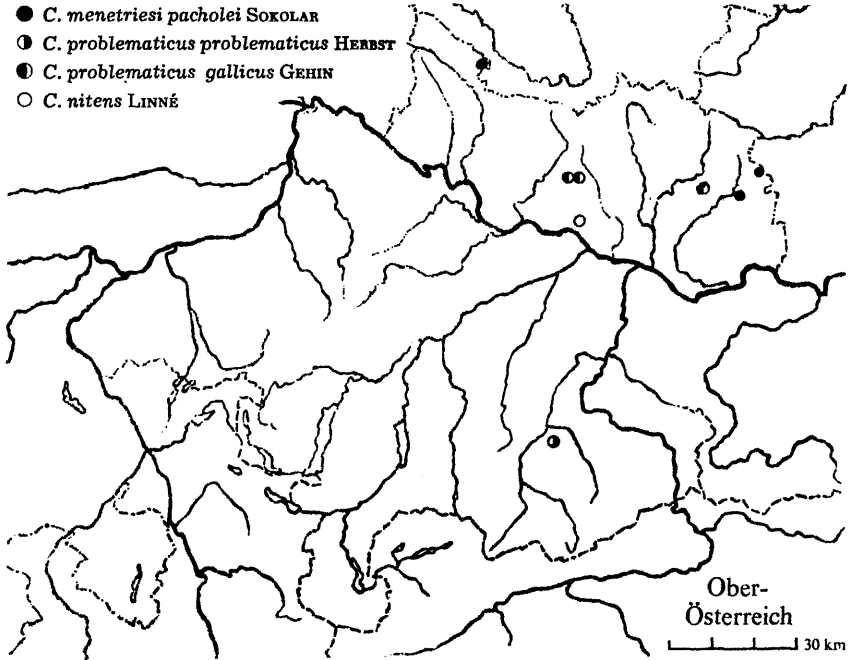 C. menetriesi pacholei SOKOLAR
C. problematicus problematicus HERBST
C. problematicus gallicus GEHIN
C. nitens LINNÉ
Ober-
Österreich
30 km